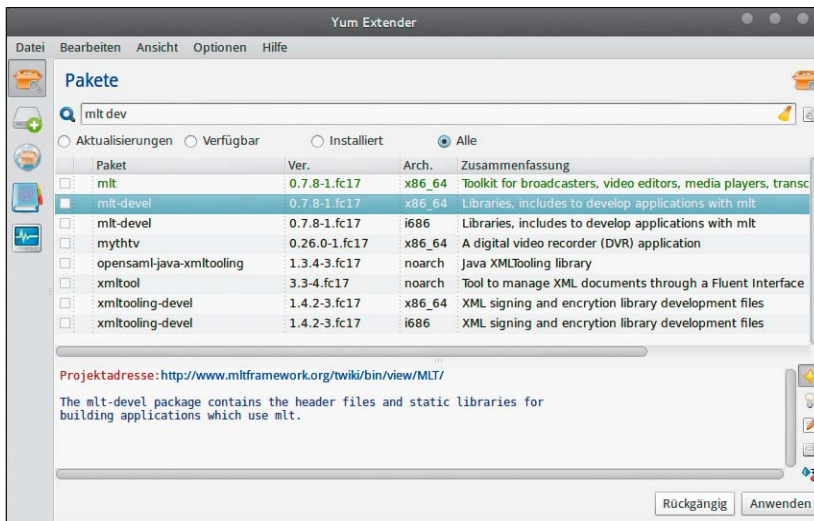 Yum Extender
Datei Bearbeiten Ansicht Optionen Hilfe
Pakete
mlt dev
Aktualisierungen Verfügbar Installiert Alle
Paket Ver. Arch. Zusammenfassung
mlt 0.7.8-1.fc17 x86_64 Toolkit for broadcasters, video editors, media players, transc
mlt-devel 0.7.8-1.fc17 x86_64 Libraries, includes to develop applications with mlt
mlt-devel 0.7.8-1.fc17 i686 Libraries, includes to develop applications with mlt
mythtv 0.26.0-1.fc17 x86_64 A digital video recorder (DVR) application
opensaml-java-xmltooling 1.3.4-3.fc17 noarch Java XMLTooling library
xmltool 3.3-4.fc17 noarch Tool to manage XML documents through a Fluent Interface
xmltooling-devel 1.4.2-3.fc17 x86_64 XML signing and encrytion library development files
xmltooling-devel 1.4.2-3.fc17 i686 XML signing and encrytion library development files
Projektadresse:http://www.mltframework.org/twiki/bin/view/MLT/
The mlt-devel package contains the header files and static libraries for
building applications which use mlt.
Rückgängig Anwenden